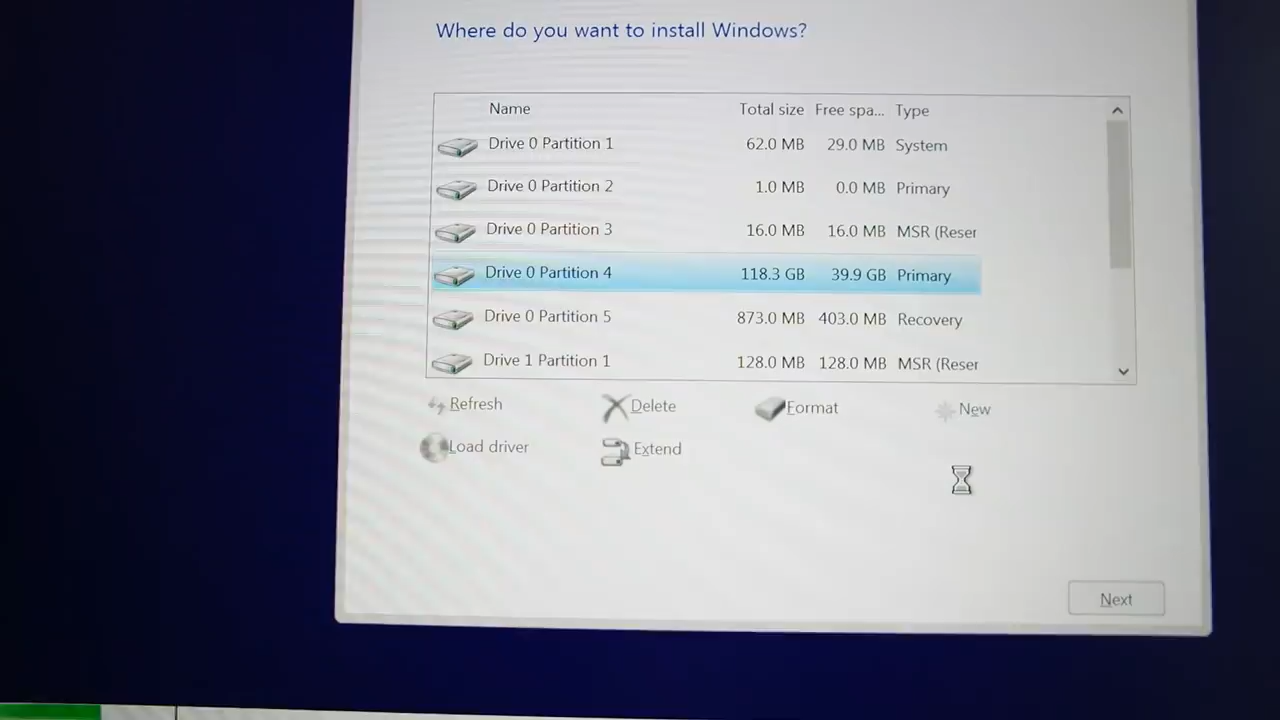 Where do you want to install Windows?
Name Total size Free spa... Type
Drive 0 Partition 1 62.0 MB 29.0 MB System
Drive 0 Partition 2 1.0 MB 0.0 MB Primary
Drive 0 Partition 3 16.0 MB 16.0 MB MSR (Reser
Drive 0 Partition 4 118.3 GB 39.9 GB Primary
Drive 0 Partition 5 873.0 MB 403.0 MB Recovery
Drive 1 Partition 1 128.0 MB 128.0 MB MSR (Reser
Refresh Delete Format New
Load driver Extend
Next